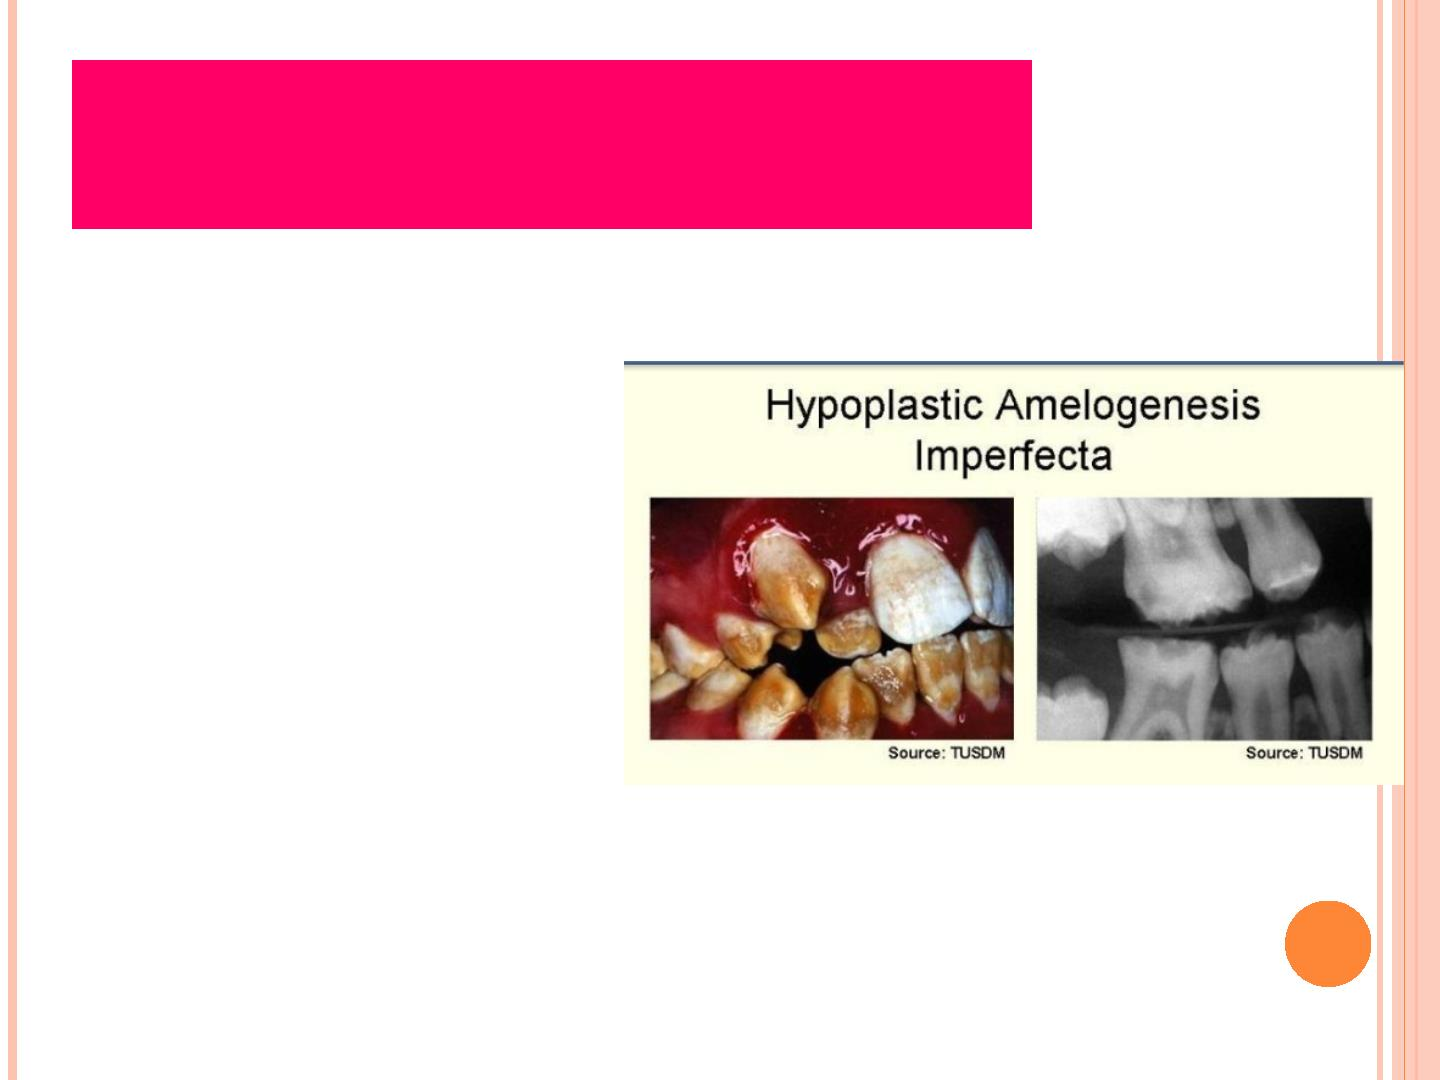 Hypoplastic Amelogenesis
Imperfecta
Source: TUSDM
Source: TUSDM